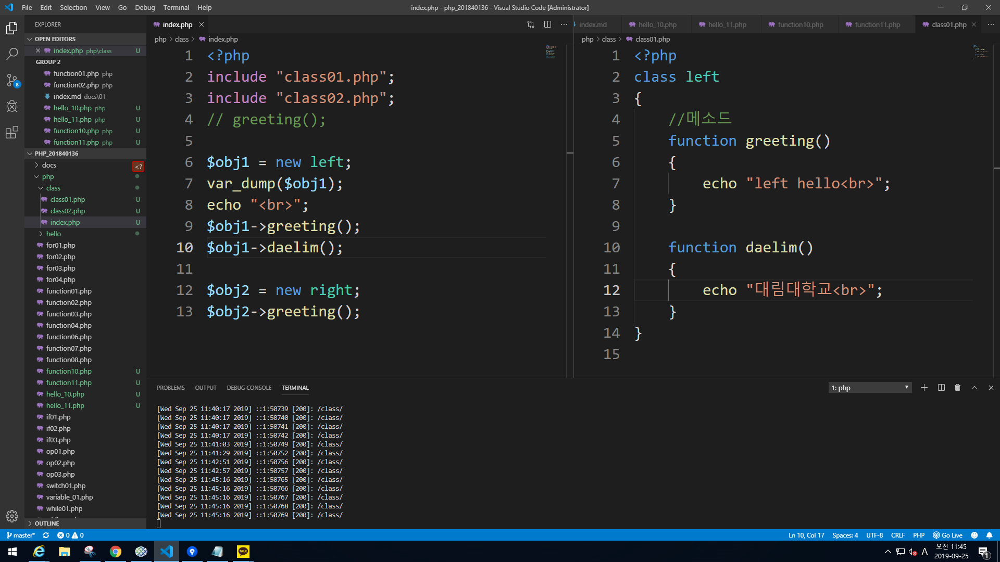 File Edit Selection View Go Debug Terminal Help
index.php - php_201840136 - Visual Studio Code [Administrator]
EXPLORER
OPEN EDITORS
index.php php\class U
GROUP 2
function01.php php
function02.php php
index.md docs\01
hello_10.php php U
hello_11.php php U
function10.php php U
function11.php php U
PHP_201840136
docs
<?
php
class
class01.php U
class02.php U
index.php U
hello
for01.php
for02.php
for03.php
for04.php
function01.php
function02.php
function03.php
function04.php
function06.php
function07.php
function08.php
function10.php U
function11.php U
hello_10.php U
hello_11.php U
if01.php
if02.php
if03.php
op01.php
op02.php
op03.php
switch01.php
variable_01.php
while01.php
OUTLINE
8
index.php
php > class > index.php
1 <?php
2 include "class01.php";
3 include "class02.php";
4 // greeting();
5
6 $obj1 = new left;
7 var_dump($obj1);
8 echo "<br>";
9 $obj1->greeting();
10 $obj1->daelim();
11
12 $obj2 = new right;
13 $obj2->greeting();
index.md hello_10.php hello_11.php function10.php function11.php class01.php
php > class > class01.php
1 <?php
2 class left
3 {
4 //메소드
5 function greeting()
6 {
7 echo "left hello<br>";
8 }
9
10 function daelim()
11 {
12 echo "대림대학교<br>";
13 }
14 }
15
PROBLEMS OUTPUT DEBUG CONSOLE TERMINAL
1: php
[Wed Sep 25 11:40:17 2019] ::1:50739 [200]: /class/
[Wed Sep 25 11:40:17 2019] ::1:50740 [200]: /class/
[Wed Sep 25 11:40:17 2019] ::1:50741 [200]: /class/
[Wed Sep 25 11:40:17 2019] ::1:50742 [200]: /class/
[Wed Sep 25 11:41:03 2019] ::1:50749 [200]: /class/
[Wed Sep 25 11:41:29 2019] ::1:50752 [200]: /class/
[Wed Sep 25 11:42:51 2019] ::1:50756 [200]: /class/
[Wed Sep 25 11:42:57 2019] ::1:50757 [200]: /class/
[Wed Sep 25 11:45:16 2019] ::1:50765 [200]: /class/
[Wed Sep 25 11:45:16 2019] ::1:50766 [200]: /class/
[Wed Sep 25 11:45:16 2019] ::1:50767 [200]: /class/
[Wed Sep 25 11:45:16 2019] ::1:50768 [200]: /class/
[Wed Sep 25 11:45:16 2019] ::1:50769 [200]: /class/
master* 0 0
Ln 10, Col 17 Spaces: 4 UTF-8 CRLF PHP Go Live
TALK
A
오전 11:45
2019-09-25
1